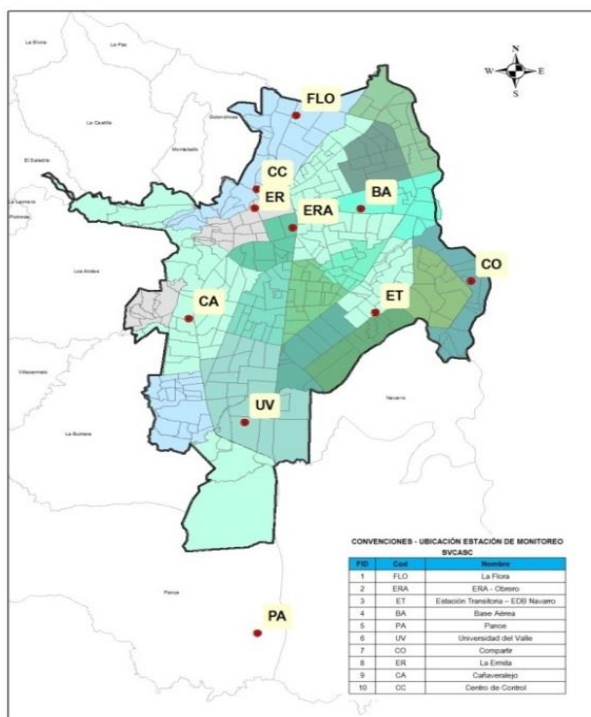 La Elvira
La Paz
N
W E
S
FLO
La Castilla
Golondrinas
Montebello
El Saladito
CC
ER
BA
ERA
La Leonera
Pichinde
Los Andes
CO
CA
ET
Villacarmelo
Navarro
UV
La Buitrera
CONVENCIONES - UBICACIÓN ESTACIÓN DE MONITOREO
SVCASC
FID Cod Nombre
1 FLO La Flora
2 ERA ERA - Obrero
3 ET Estación Transitoria – EDB Navarro
4 BA Base Aérea
5 PA Pance
6 UV Universidad del Valle
7 CO Compartir
8 ER La Ermita
9 CA Cañaveralejo
10 CC Centro de Control
Pance
PA